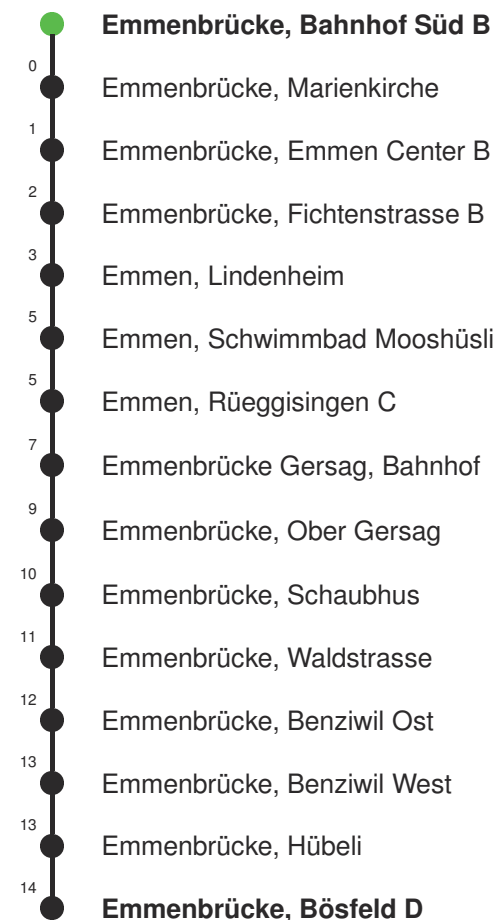 Emmenbrücke, Bahnhof Süd B
0
Emmenbrücke, Marienkirche
1
Emmenbrücke, Emmen Center B
2
Emmenbrücke, Fichtenstrasse B
3
Emmen, Lindenheim
5
Emmen, Schwimmbad Mooshüsli
5
Emmen, Rüeggisingen C
7
Emmenbrücke Gersag, Bahnhof
9
Emmenbrücke, Ober Gersag
10
Emmenbrücke, Schaubhus
11
Emmenbrücke, Waldstrasse
12
Emmenbrücke, Benziwil Ost
13
Emmenbrücke, Benziwil West
13
Emmenbrücke, Hübeli
14
Emmenbrücke, Bösfeld D